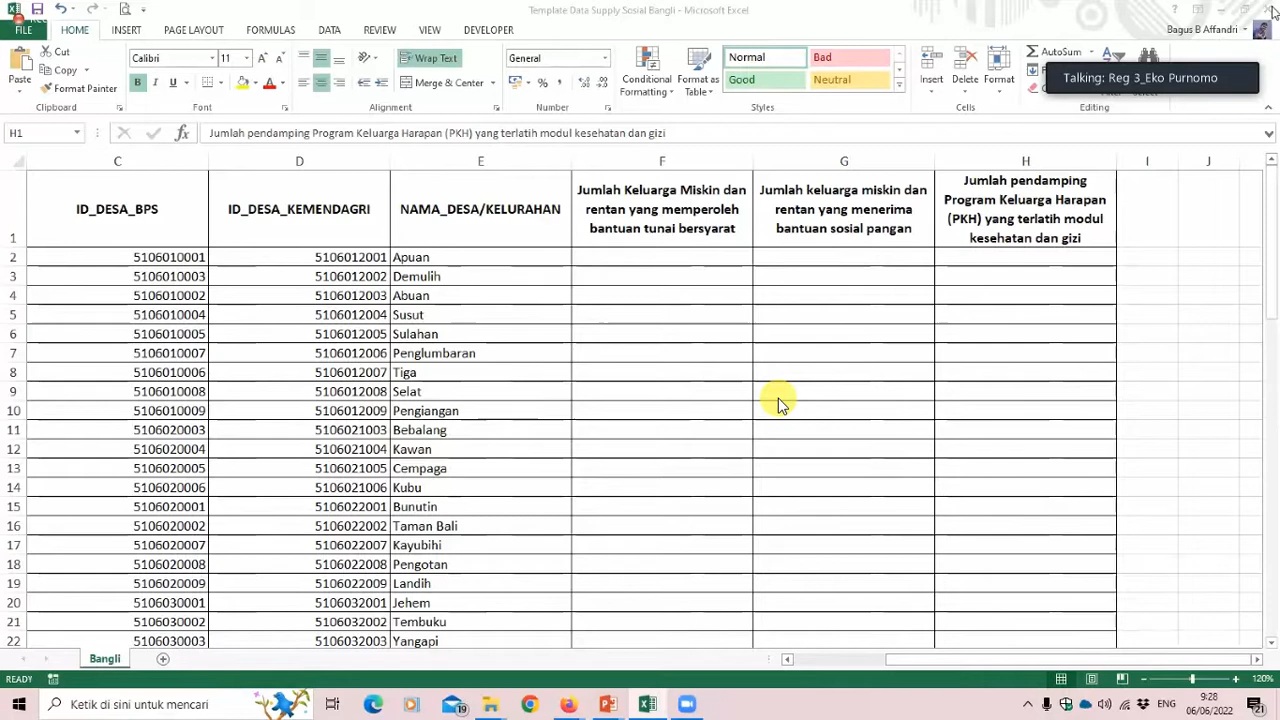 Template Data Supply Sosial Bangli - Microsoft Excel
FILE HOME INSERT PAGE LAYOUT FORMULAS DATA REVIEW VIEW DEVELOPER
Bagus B Affandri
Cut
Copy
Format Painter
Paste
Clipboard
Calibri 11
B I U
Font
Wrap Text
Merge & Center
Alignment
General
Number
Conditional Formatting
Format as Table
Normal Bad
Good Neutral
Styles
Insert Delete Format
Cells
AutoSum
Editing
Talking: Reg 3_Eko Purnomo
H1 fx Jumlah pendamping Program Keluarga Harapan (PKH) yang terlatih modul kesehatan dan gizi
C D E F G H I J
1 ID_DESA_BPS ID_DESA_KEMENDAGRI NAMA_DESA/KELURAHAN
Jumlah Keluarga Miskin dan
rentan yang memperoleh
bantuan tunai bersyarat
Jumlah keluarga miskin dan
rentan yang menerima
bantuan sosial pangan
Jumlah pendamping
Program Keluarga Harapan
(PKH) yang terlatih modul
kesehatan dan gizi
2 5106010001 5106012001 Apuan
3 5106010003 5106012002 Demulih
4 5106010002 5106012003 Abuan
5 5106010004 5106012004 Susut
6 5106010005 5106012005 Sulahan
7 5106010007 5106012006 Penglumbaran
8 5106010006 5106012007 Tiga
9 5106010008 5106012008 Selat
10 5106010009 5106012009 Pengiangan
11 5106020003 5106021003 Bebalang
12 5106020004 5106021004 Kawan
13 5106020005 5106021005 Cempaga
14 5106020006 5106021006 Kubu
15 5106020001 5106022001 Bunutin
16 5106020002 5106022002 Taman Bali
17 5106020007 5106022007 Kayubihi
18 5106020008 5106022008 Pengotan
19 5106020009 5106022009 Landih
20 5106030001 5106032001 Jehem
21 5106030002 5106032002 Tembuku
22 5106030003 5106032003 Yangapi
Bangli
READY
120%
Ketik di sini untuk mencari
19
ENG
9:28
06/06/2022
21